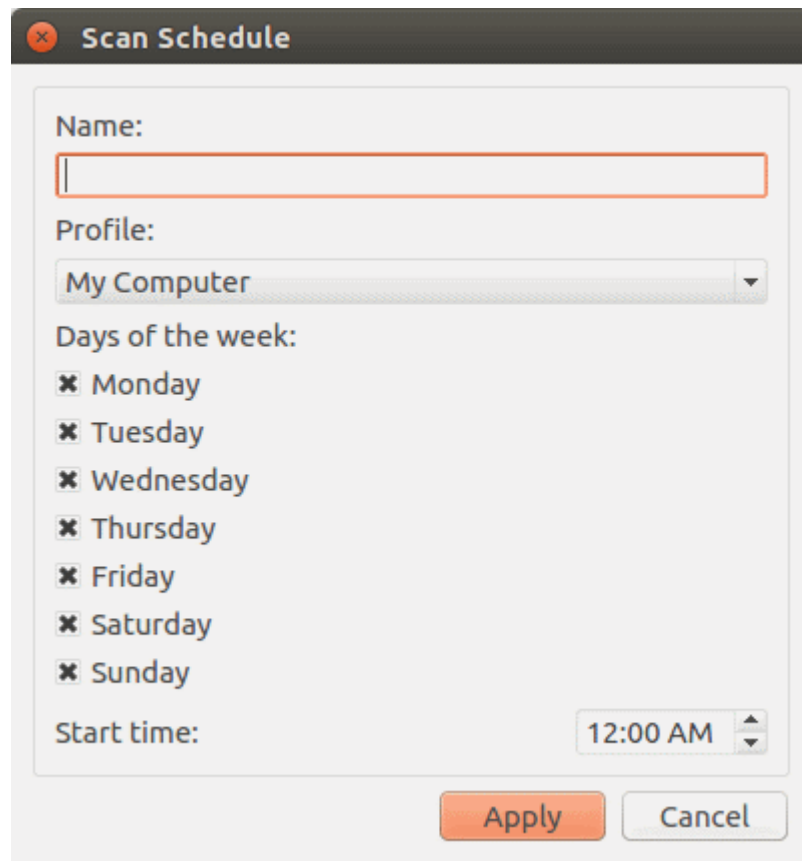 Scan Schedule
Name:
Profile:
My Computer
Days of the week:
Monday
Tuesday
Wednesday
Thursday
Friday
Saturday
Sunday
Start time: 12:00 AM
Apply Cancel